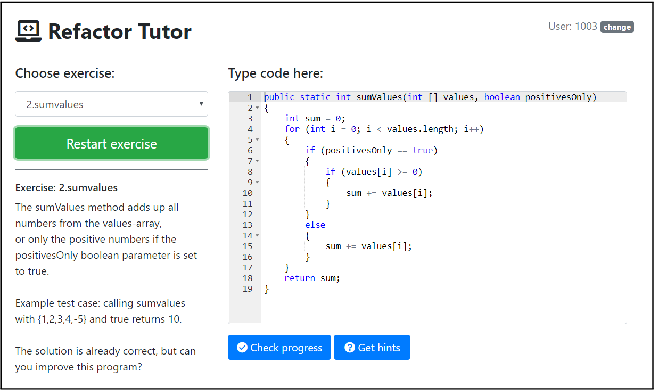 Refactor Tutor
User: 1003 change
Choose exercise:
2.sumvalues
Restart exercise
Exercise: 2.sumvalues
The sumValues method adds up all
numbers from the values-array,
or only the positive numbers if the
positivesOnly boolean parameter is set
to true.
Example test case: calling sumvalues
with {1,2,3,4,-5} and true returns 10.
The solution is already correct, but can
you improve this program?
Type code here:
1 public static int sumValues(int [] values, boolean positivesOnly)
2 {
3 int sum = 0;
4 for (int i = 0; i < values.length; i++)
5 {
6 if (positivesOnly == true)
7 {
8 if (values[i] >= 0)
9 {
10 sum += values[i];
11 }
12 }
13 else
14 {
15 sum += values[i];
16 }
17 }
18 return sum;
19 }
Check progress
Get hints